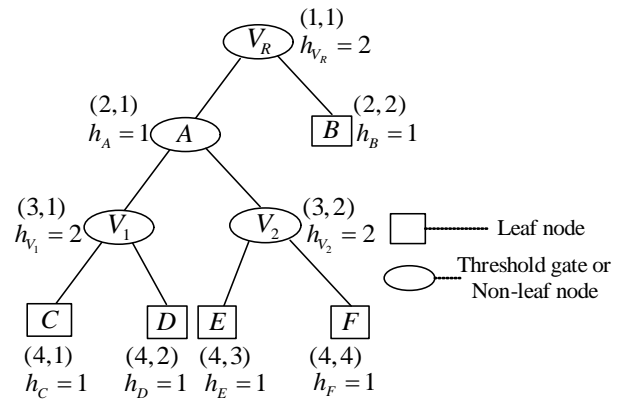 (1,1)
V_R
h_{V_R} = 2
(2,1)
h_A = 1
A
B
(2,2)
h_B = 1
(3,1)
h_{V_1} = 2
V_1
V_2
(3,2)
h_{V_2} = 2
Leaf node
Threshold gate or
Non-leaf node
C
D
E
F
(4,1)
(4,2)
(4,3)
(4,4)
h_C = 1
h_D = 1
h_E = 1
h_F = 1